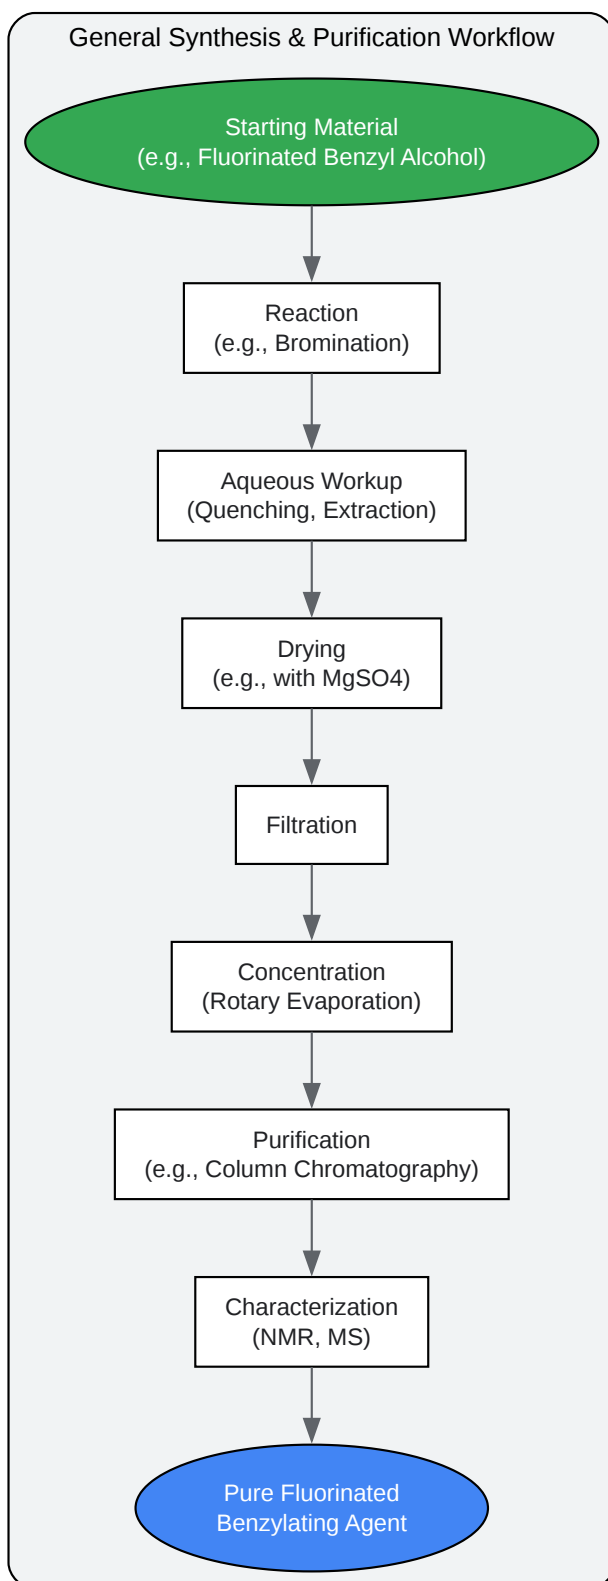 General Synthesis & Purification Workflow
Starting Material
(e.g., Fluorinated Benzyl Alcohol)
Reaction
(e.g., Bromination)
Aqueous Workup
(Quenching, Extraction)
Drying
(e.g., with MgSO4)
Filtration
Concentration
(Rotary Evaporation)
Purification
(e.g., Column Chromatography)
Characterization
(NMR, MS)
Pure Fluorinated
Benzylating Agent